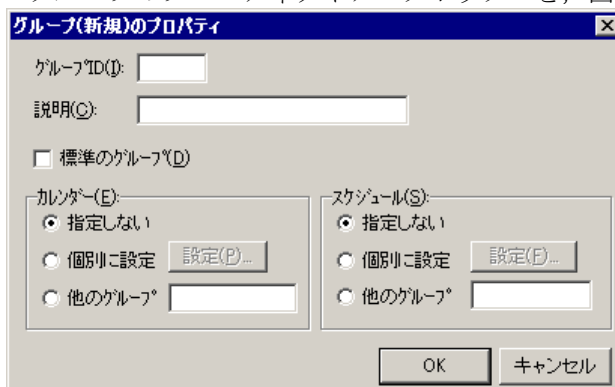 グループ(新規)のプロパティ
グループID(I):
説明(C):
標準のグループ(D)
カレンダー(E):
指定しない
個別に設定 設定(P)...
他のグループ
スケジュール(S):
指定しない
個別に設定 設定(F)...
他のグループ
OK キャンセル